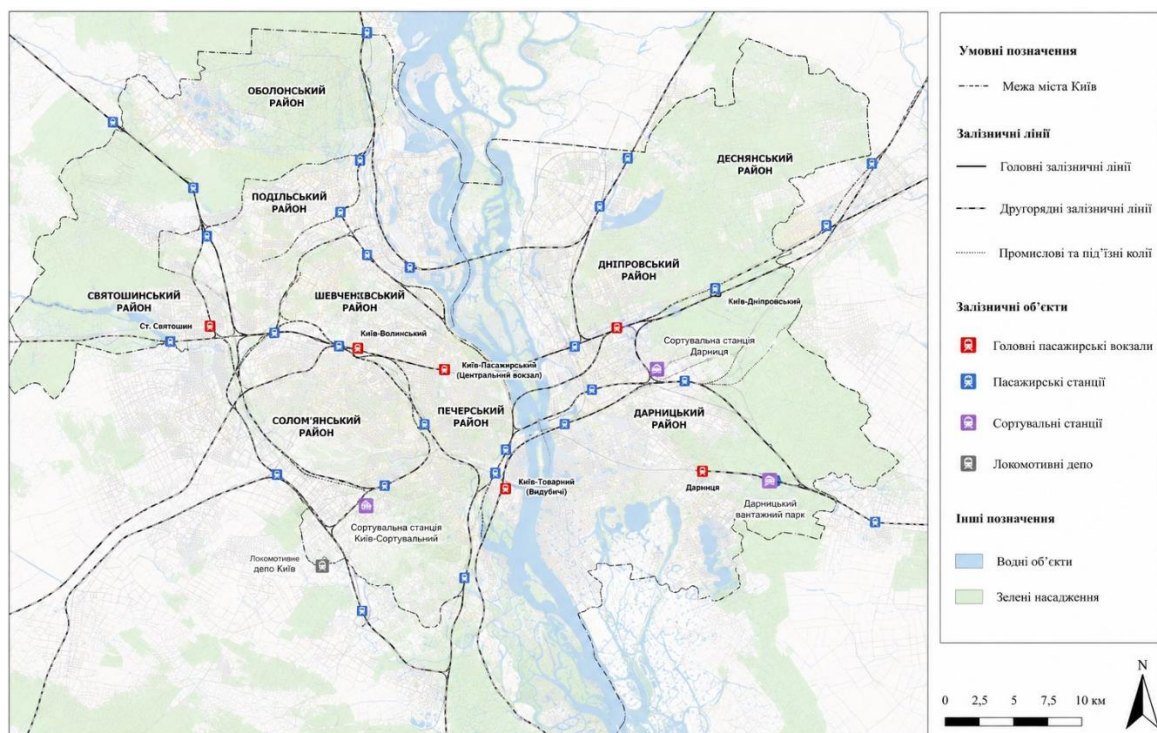 ОБОЛОНСЬКИЙ
РАЙОН
ДЕСНЯНСЬКИЙ
РАЙОН
ПОДІЛЬСЬКИЙ
РАЙОН
ДНІПРОВСЬКИЙ
РАЙОН
СВЯТОШИНСЬКИЙ
РАЙОН
ШЕВЧЕНКІВСЬКИЙ
РАЙОН
Київ-Дніпровський
Ст. Святошин
Київ-Волинський
Сортувальна станція
Дарниця
Київ-Пасажирський
(Центральний вокзал)
СОЛОМ'ЯНСЬКИЙ
РАЙОН
ПЕЧЕРСЬКИЙ
РАЙОН
ДАРНИЦЬКИЙ
РАЙОН
Київ-Товарний
(Видубичі)
Дарниця
Дарницький
вантажний парк
Сортувальна станція
Київ-Сортувальний
Локомотивне
депо Київ
Умовні позначення
Межа міста Київ
Залізничні лінії
Головні залізничні лінії
Другорядні залізничні лінії
Промислові та під’їзні колії
Залізничні об’єкти
Головні пасажирські вокзали
Пасажирські станції
Сортувальні станції
Локомотивні депо
Інші позначення
Водні об’єкти
Зелені насадження
N
0 2,5 5 7,5 10 км